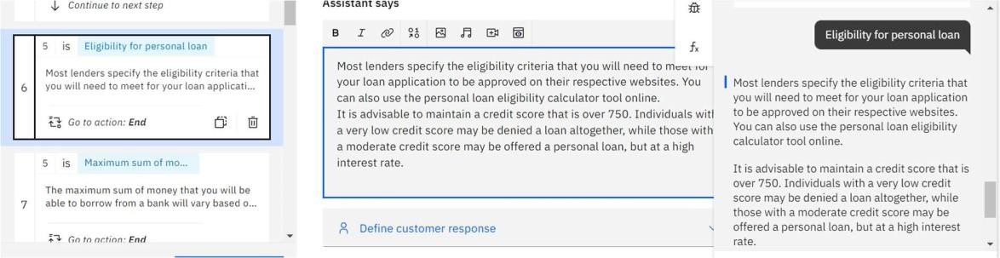 Continue to next step
5 is Eligibility for personal loan
Most lenders specify the eligibility criteria that
you will need to meet for your loan applicati...
6
Go to action: End
5 is Maximum sum of mo...
The maximum sum of money that you will be
able to borrow from a bank will vary based o...
7
Go to action: End
Assistant says
B I
Most lenders specify the eligibility criteria that you will need to meet for
your loan application to be approved on their respective websites. You
can also use the personal loan eligibility calculator tool online.
It is advisable to maintain a credit score that is over 750. Individuals with
a very low credit score may be denied a loan altogether, while those with
a moderate credit score may be offered a personal loan, but at a high
interest rate.
Define customer response
fx
Eligibility for personal loan
Most lenders specify the eligibility criteria that
you will need to meet for your loan application
to be approved on their respective websites.
You can also use the personal loan eligibility
calculator tool online.
It is advisable to maintain a credit score that is
over 750. Individuals with a very low credit
score may be denied a loan altogether, while
those with a moderate credit score may be
offered a personal loan, but at a high interest
rate.